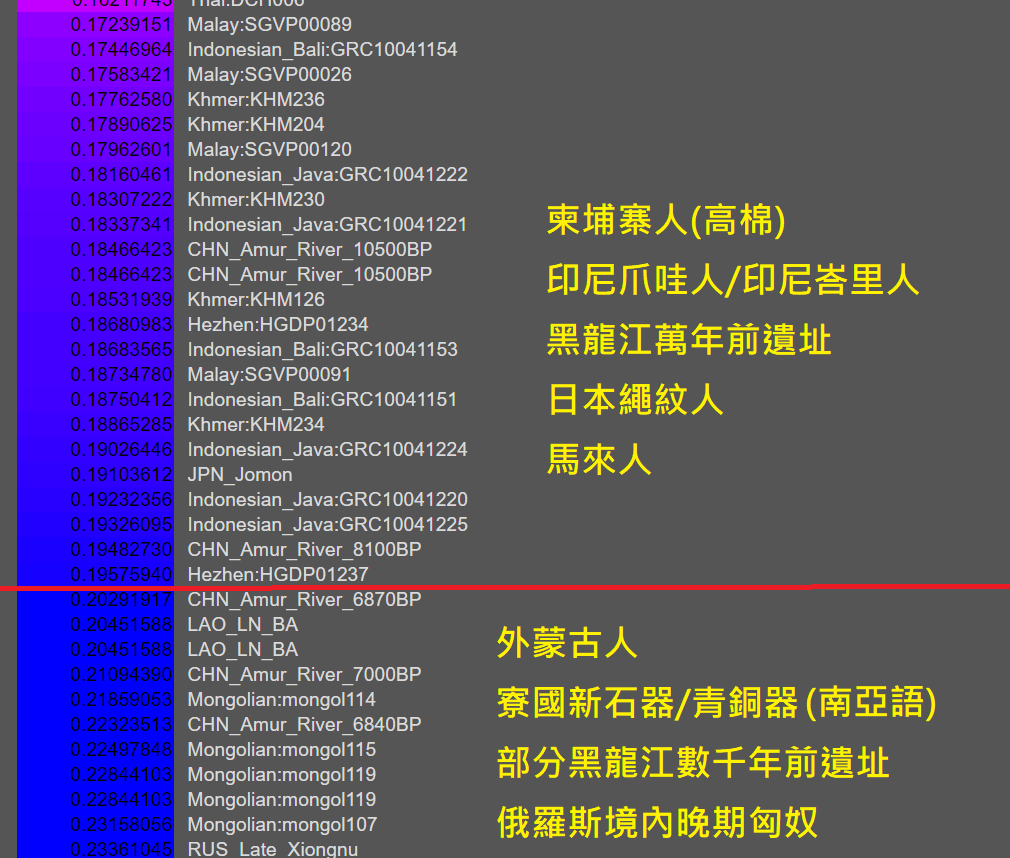 0.16211743 Thai:DCH006
0.17239151 Malay:SGVP00089
0.17446964 Indonesian_Bali:GRC10041154
0.17583421 Malay:SGVP00026
0.17762580 Khmer:KHM236
0.17890625 Khmer:KHM204
0.17962601 Malay:SGVP00120
0.18160461 Indonesian_Java:GRC10041222
0.18307222 Khmer:KHM230
0.18337341 Indonesian_Java:GRC10041221
0.18466423 CHN_Amur_River_10500BP
0.18466423 CHN_Amur_River_10500BP
0.18531939 Khmer:KHM126
0.18680983 Hezhen:HGDP01234
0.18683565 Indonesian_Bali:GRC10041153
0.18734780 Malay:SGVP00091
0.18750412 Indonesian_Bali:GRC10041151
0.18865285 Khmer:KHM234
0.19026446 Indonesian_Java:GRC10041224
0.19103612 JPN_Jomon
0.19232356 Indonesian_Java:GRC10041220
0.19326095 Indonesian_Java:GRC10041225
0.19482730 CHN_Amur_River_8100BP
0.19575940 Hezhen:HGDP01237
柬埔寨人(高棉)
印尼爪哇人/印尼峇里人
黑龍江萬年前遺址
日本繩紋人
馬來人
0.20291917 CHN_Amur_River_6870BP
0.20451588 LAO_LN_BA
0.20451588 LAO_LN_BA
0.21094390 CHN_Amur_River_7000BP
0.21859053 Mongolian:mongol114
0.22323513 CHN_Amur_River_6840BP
0.22497848 Mongolian:mongol115
0.22844103 Mongolian:mongol119
0.22844103 Mongolian:mongol119
0.23158056 Mongolian:mongol107
0.23361045 RUS_Late_Xiongnu
外蒙古人
寮國新石器/青銅器(南亞語)
部分黑龍江數千年前遺址
俄羅斯境內晚期匈奴